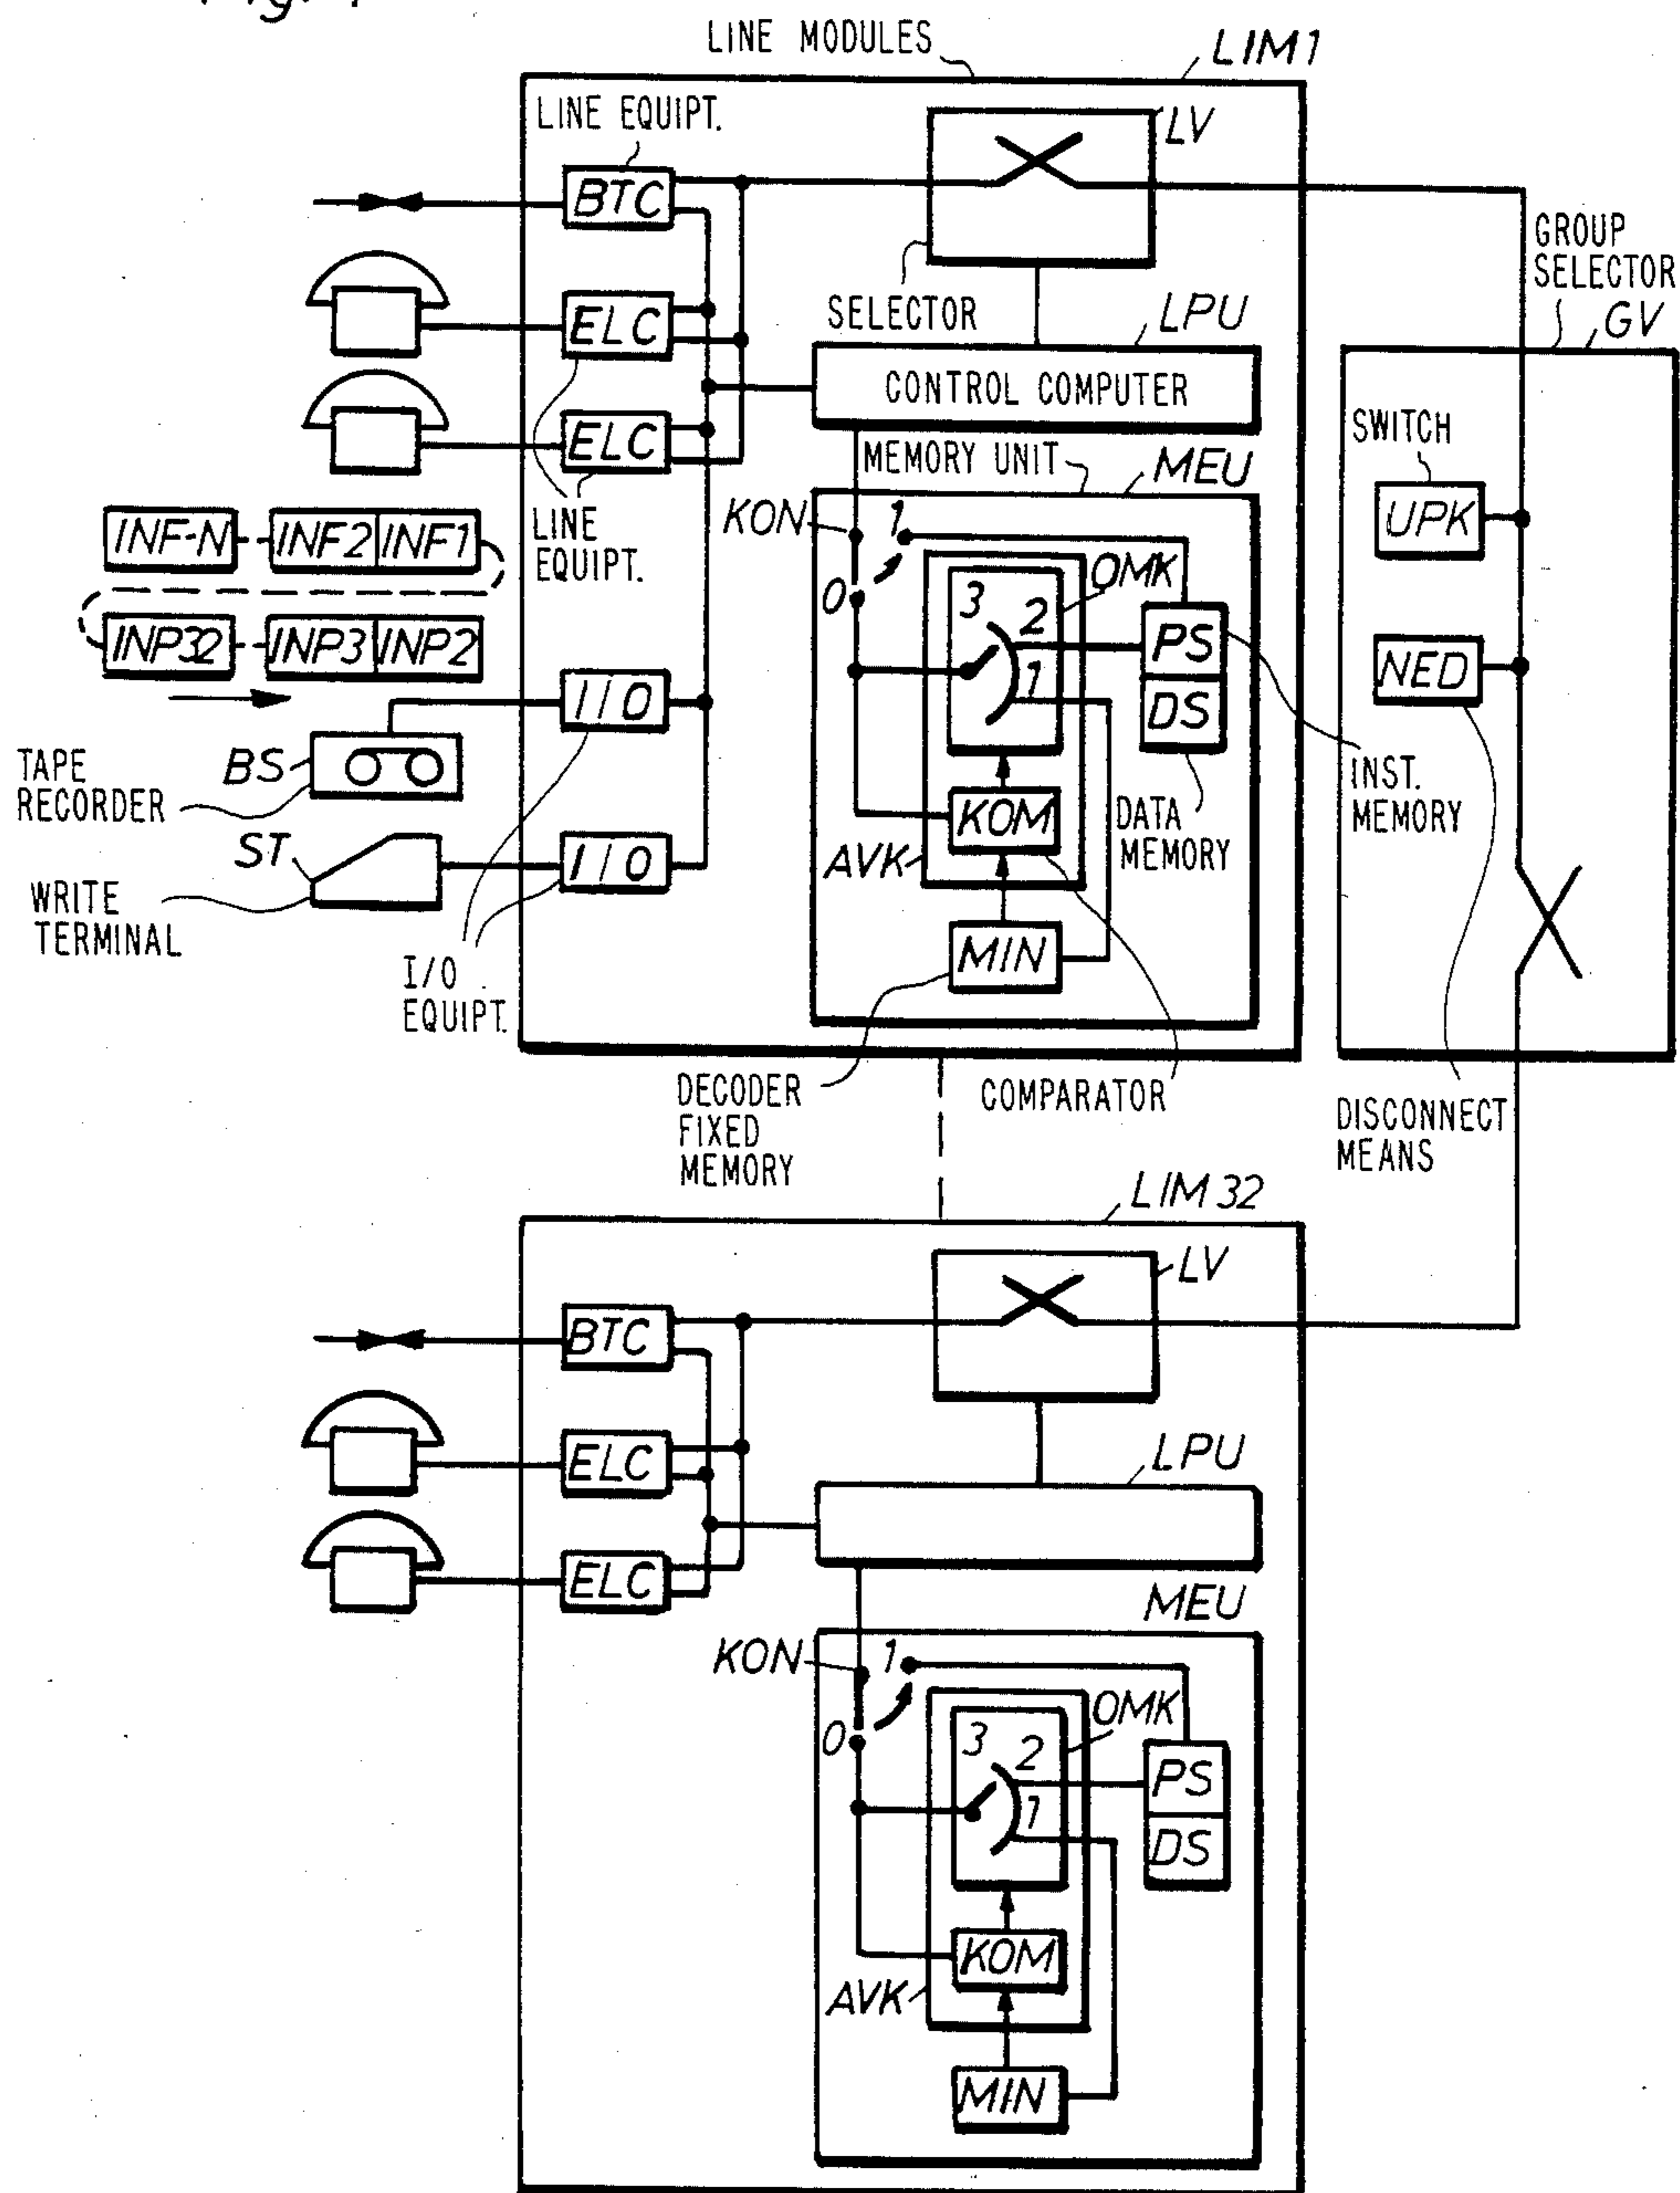 Fig. 1
LINE MODULES
LIM1
LINE EQUIPT.
LV
BTC
GROUP
SELECTOR
GV
ELC
SELECTOR
LPU
CONTROL COMPUTER
SWITCH
ELC
MEMORY UNIT
MEU
UPK
INF-N
INF2
INF1
LINE
EQUIPT.
KON
1
0
OMK
3
2
1
PS
DS
NED
INP32
INP3
INP2
I/O
TAPE
RECORDER
BS
INST.
MEMORY
KOM
DATA
MEMORY
AVK
ST
WRITE
TERMINAL
I/O
MIN
I/O
EQUIPT.
DECODER
FIXED
MEMORY
COMPARATOR
DISCONNECT
MEANS
LIM 32
LV
BTC
ELC
LPU
ELC
MEU
KON
1
0
OMK
3
2
1
PS
DS
KOM
AVK
MIN